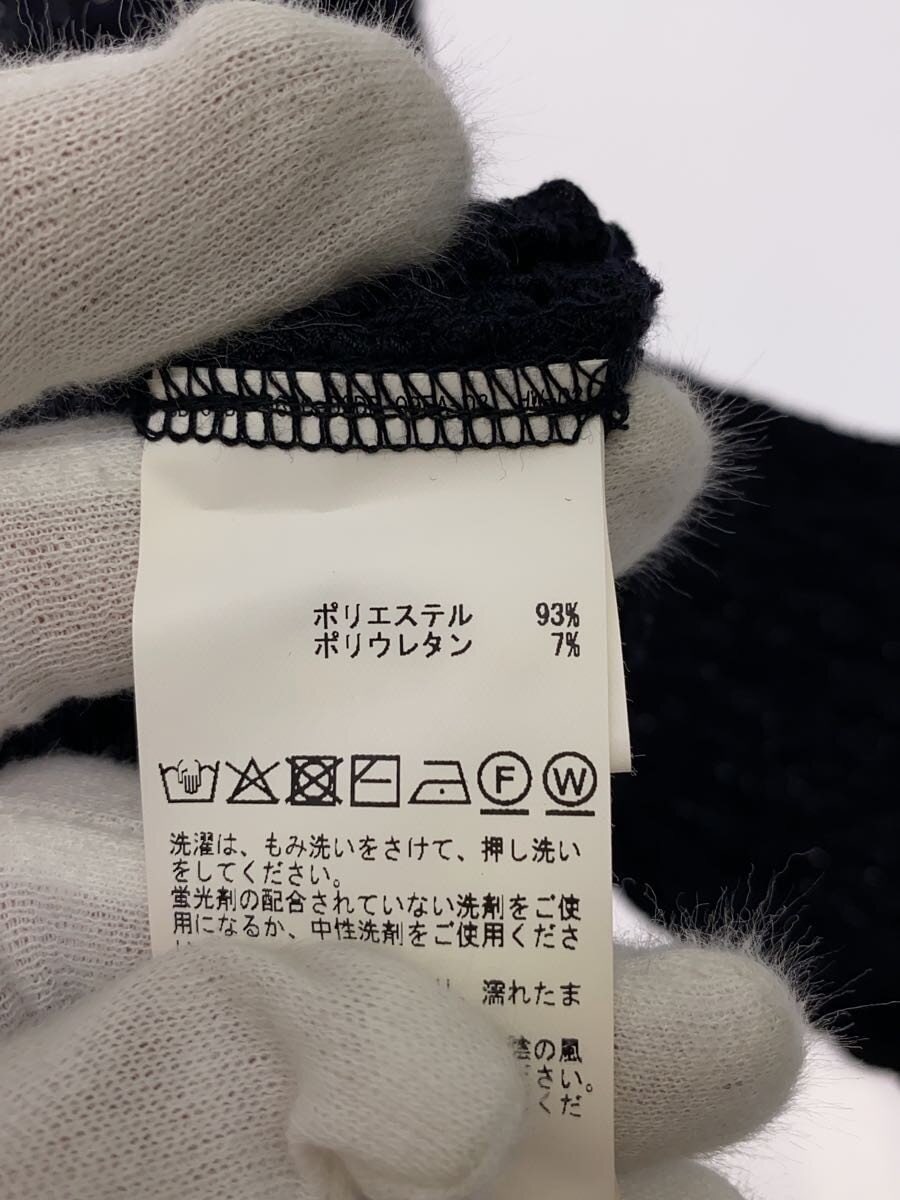 ポリエステル 93%
ポリウレタン 7%
F W
洗濯は、もみ洗いをさけて、押し洗い
をしてください。
蛍光剤の配合されていない洗剤をご使
用になるか、中性洗剤をご使用くださ
濡れたま
陰の風
さい。
くだ